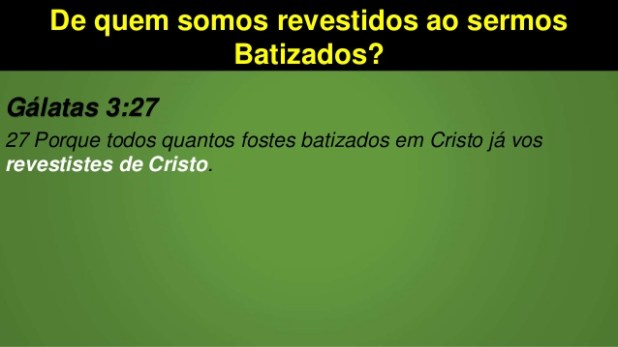 De quem somos revestidos ao sermos
Batizados?
Gálatas 3:27
27 Porque todos quantos fostes batizados em Cristo já vos
revestistes de Cristo.